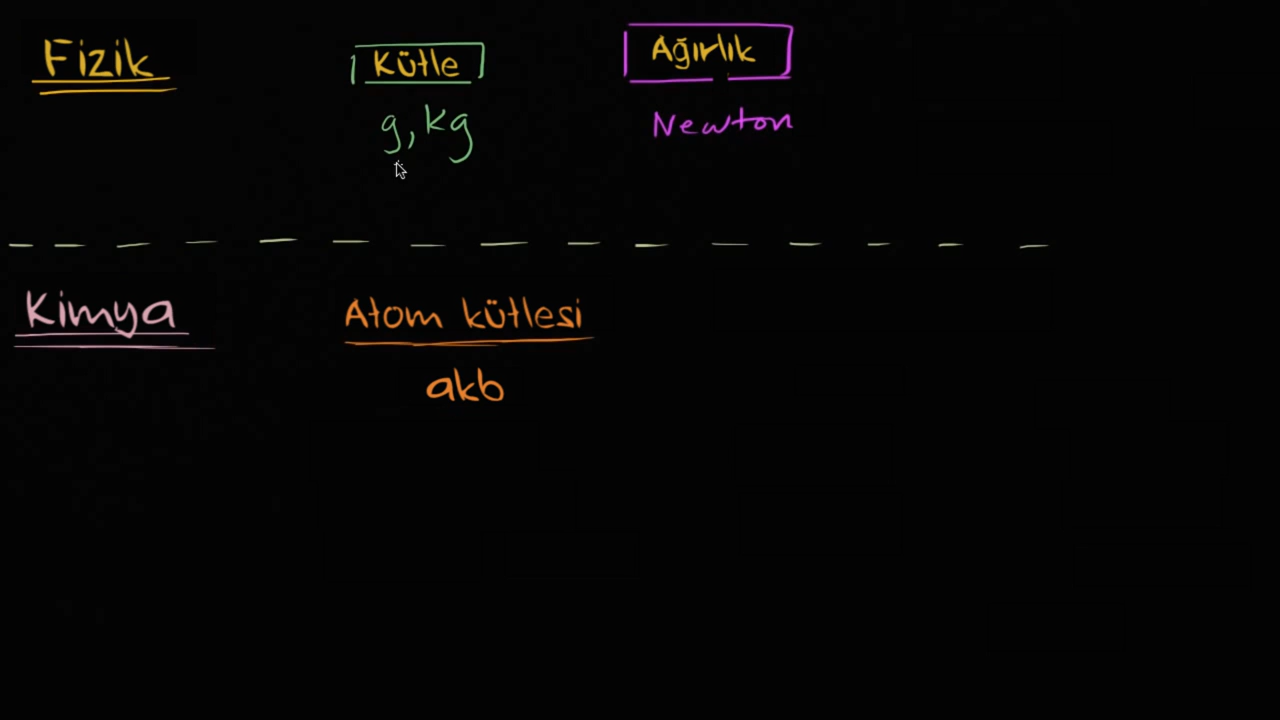 Fizik
Kütle
Ağırlık
g, kg
Newton
Kimya
Atom kütlesi
akb